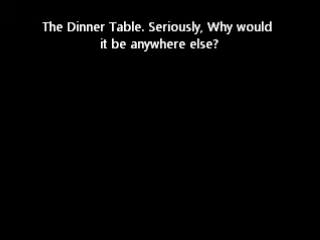 The Dinner Table. Seriously, Why would
it be anywhere else?